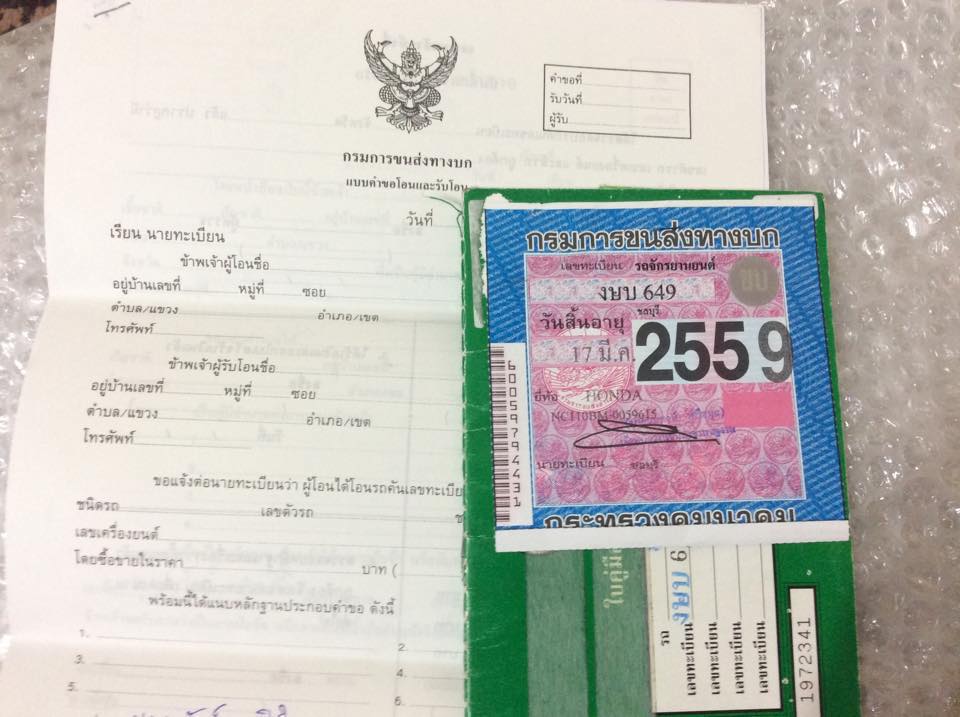 คำขอที่
รับวันที่
ผู้รับ
กรมการขนส่งทางบก
แบบคำขอโอนและรับโอน
วันที่
เรียน นายทะเบียน
ข้าพเจ้าผู้โอนชื่อ
อยู่บ้านเลขที่ หมู่ที่ ซอย
ตำบล/แขวง อำเภอ/เขต
โทรศัพท์
ข้าพเจ้าผู้รับโอนชื่อ
อยู่บ้านเลขที่ หมู่ที่ ซอย
ตำบล/แขวง อำเภอ/เขต
โทรศัพท์
ขอแจ้งต่อนายทะเบียนว่า ผู้โอนได้โอนรถคันเลขทะเบีย
ชนิดรถ เลขตัวรถ
เลขเครื่องยนต์
โดยซื้อขายในราคา บาท (
พร้อมนี้ได้แนบหลักฐานประกอบคำขอ ดังนี้
1.
2.
3.
4.
5.
6.
กรมการขนส่งทางบก
เลขทะเบียน รถจักรยานยนต์
งษบ 649
ชลบุรี
วันสิ้นอายุ
17 มี.ค. 2559
ยี่ห้อ HONDA
NC110BM-0059615
นายทะเบียน ชลบุรี
กระทรวงคมนาคม
600597944431
ใบคู่มื
รถ
งษบ 6
เลขทะเบียน
เลขทะเบียน
เลขทะเบียน
เลขทะเบียน
1972341